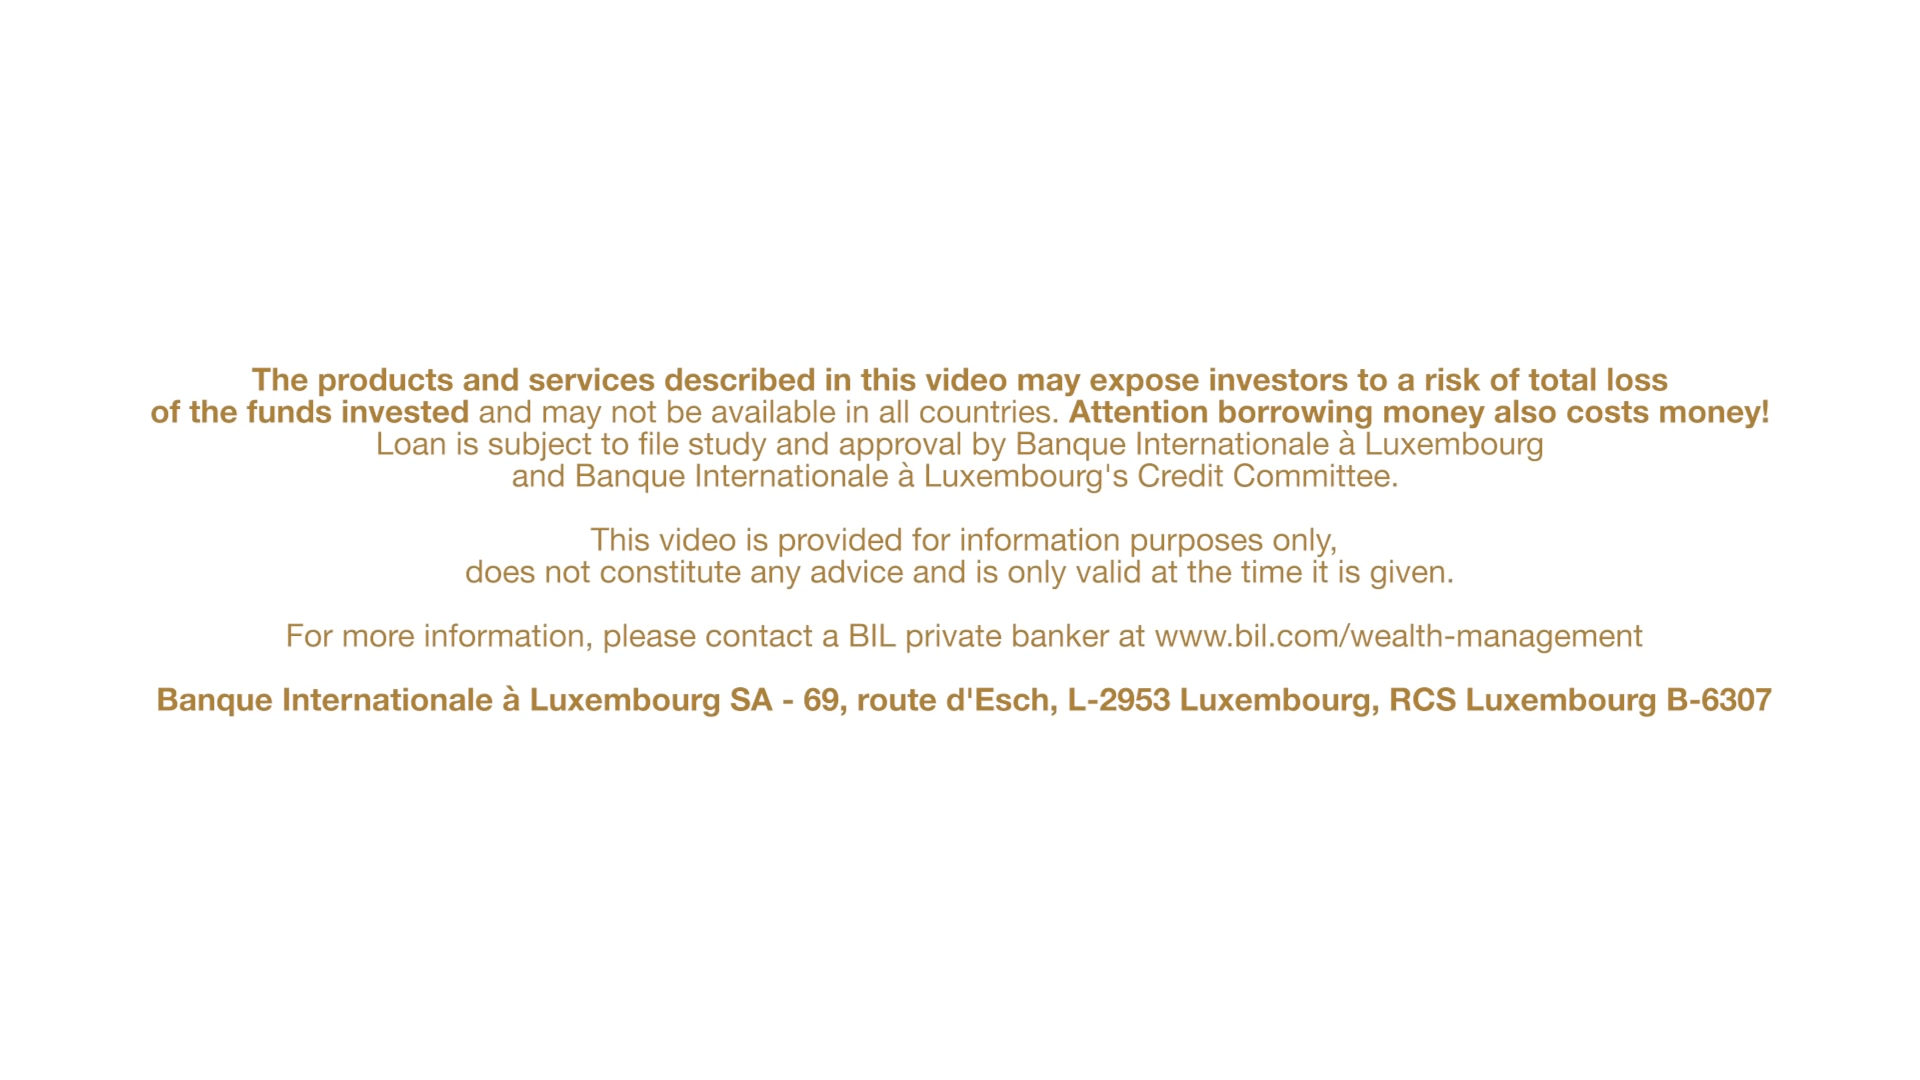 The products and services described in this video may expose investors to a risk of total loss
of the funds invested and may not be available in all countries. Attention borrowing money also costs money!
Loan is subject to file study and approval by Banque Internationale à Luxembourg
and Banque Internationale à Luxembourg's Credit Committee.
This video is provided for information purposes only,
does not constitute any advice and is only valid at the time it is given.
For more information, please contact a BIL private banker at www.bil.com/wealth-management
Banque Internationale à Luxembourg SA - 69, route d'Esch, L-2953 Luxembourg, RCS Luxembourg B-6307